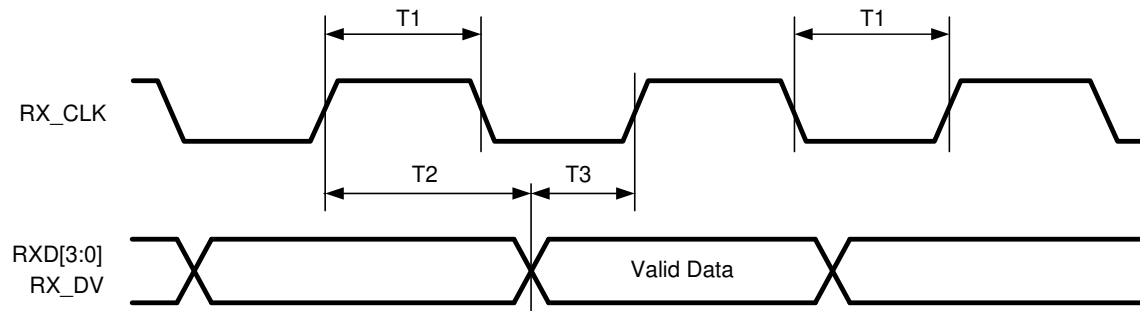 T1
T1
RX_CLK
T2
T3
RXD[3:0]
RX_DV
Valid Data